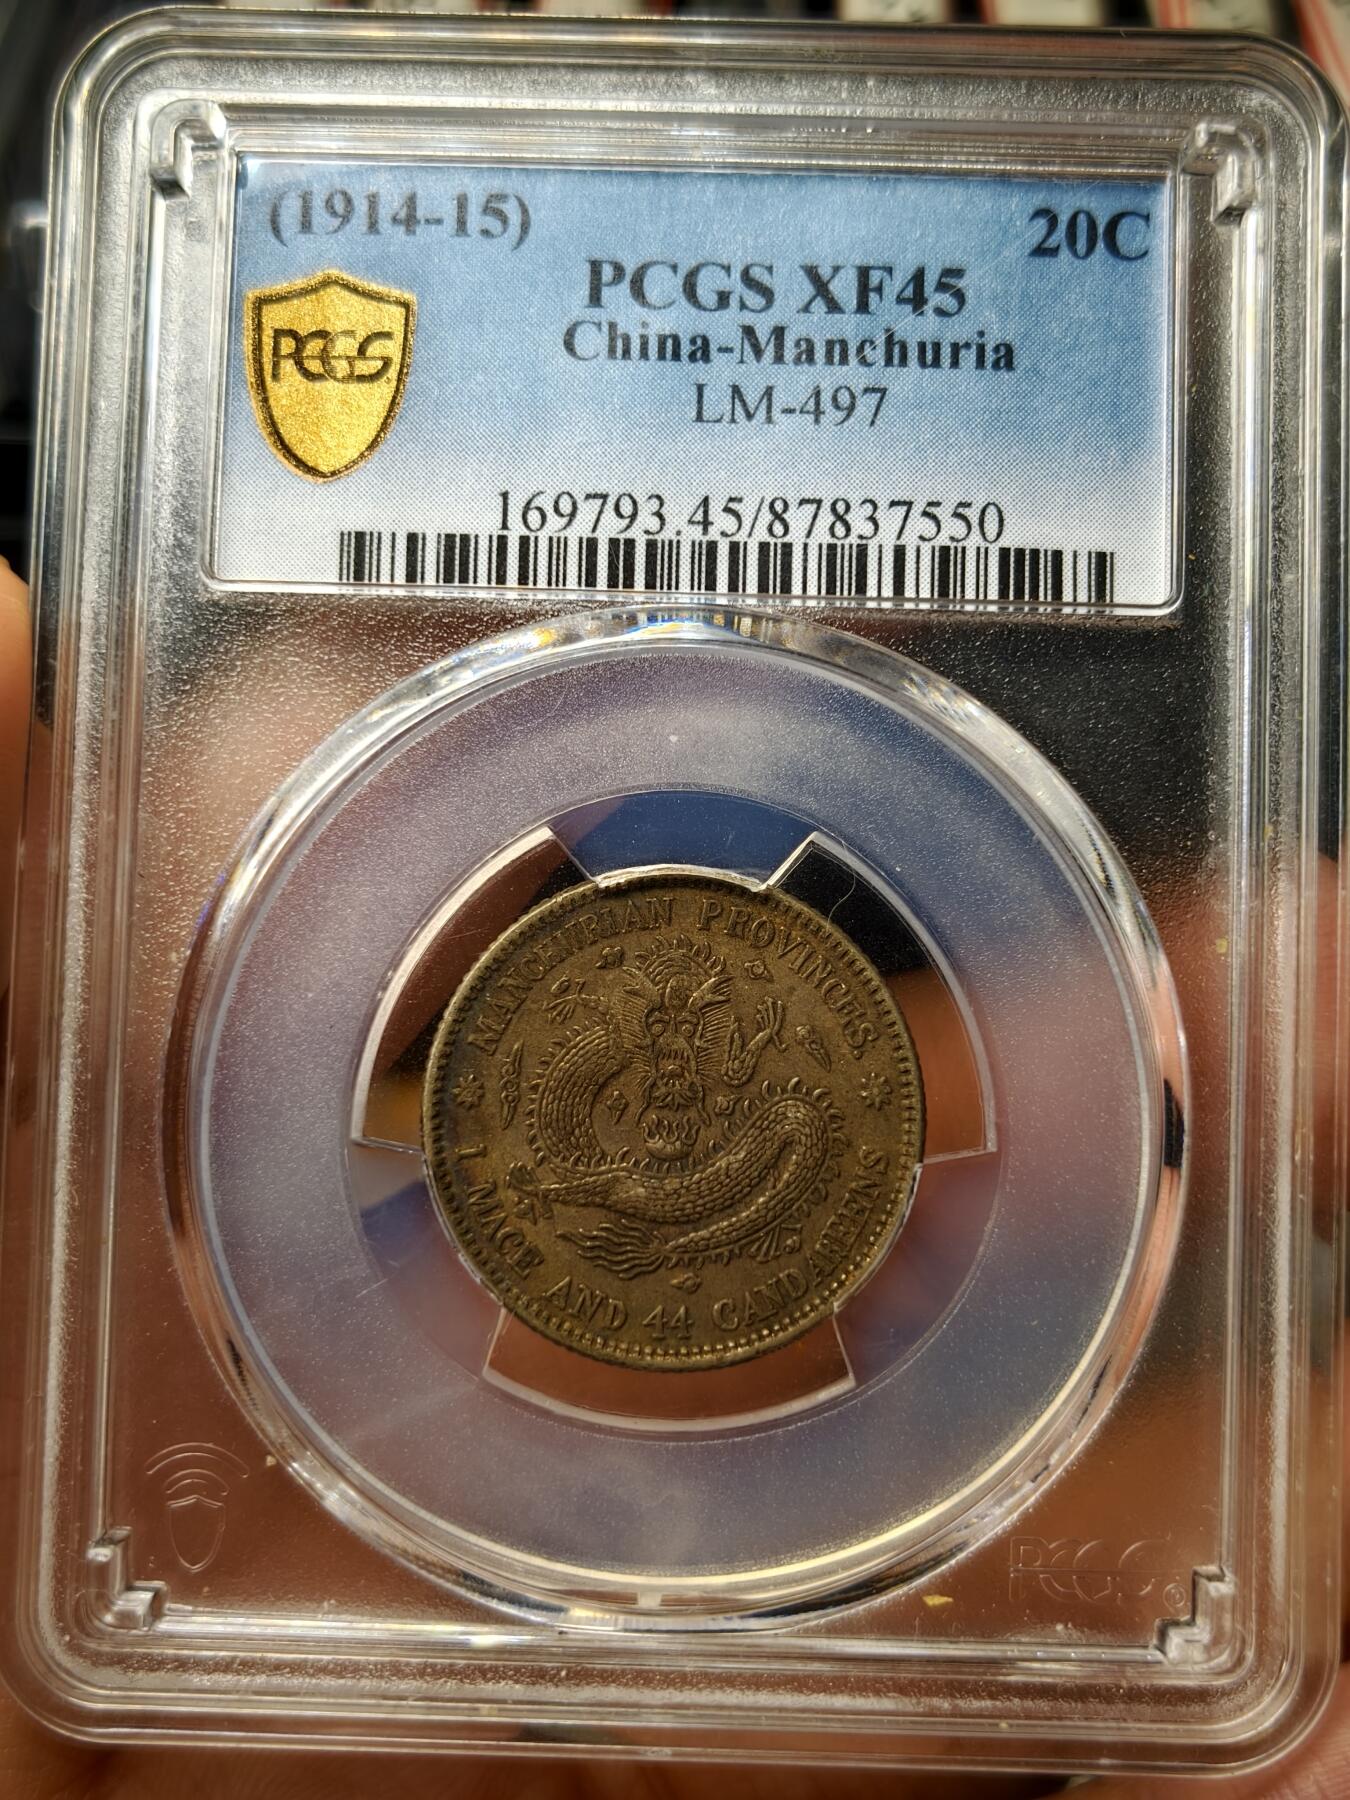 (1914-15)
20C
PCGS XF45
China-Manchuria
LM-497
PCGS
169793.45/87837550
MANCHURIAN PROVINCES.
1 MACE AND 44 CANDAREENS
PCGS